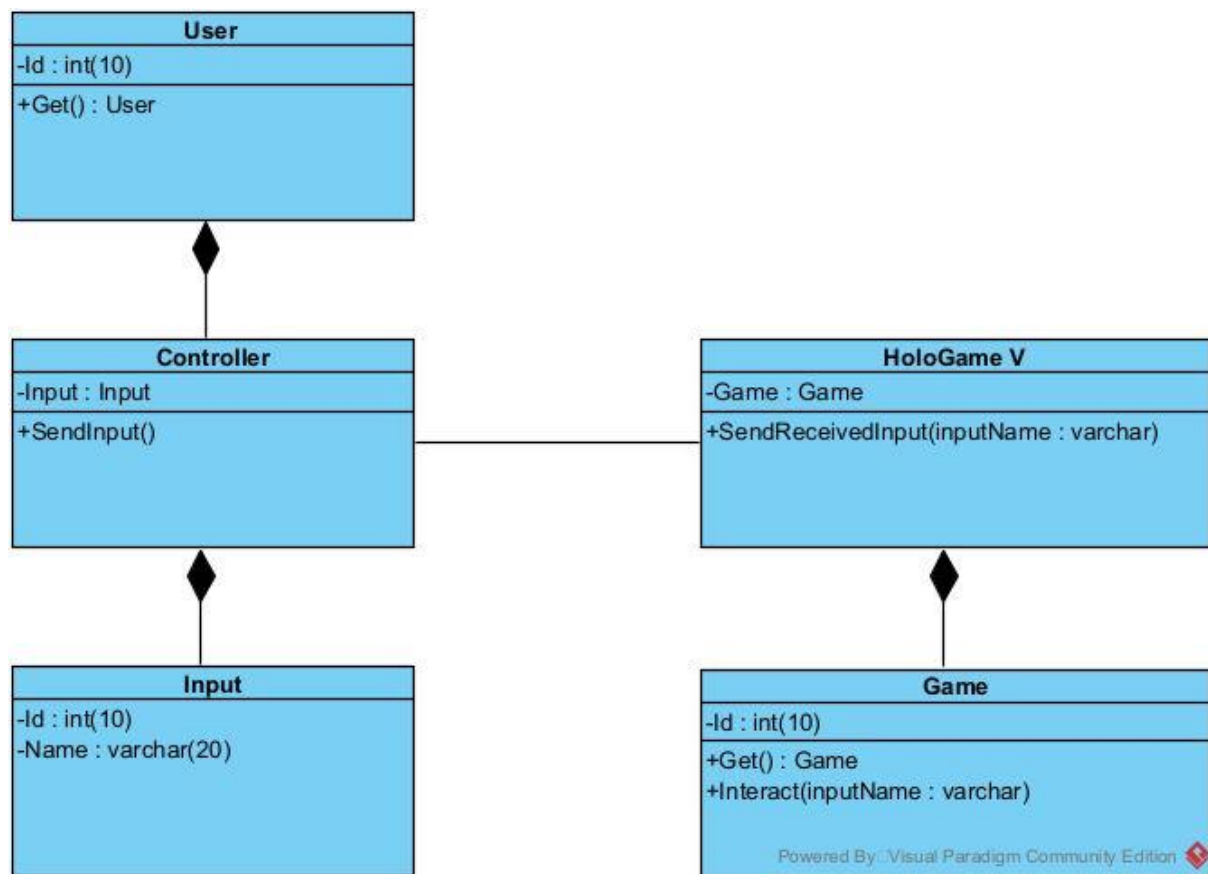 User
-Id : int(10)
+Get() : User
Controller
-Input : Input
+SendInput()
HoloGame V
-Game : Game
+SendReceivedInput(inputName : varchar)
Input
-Id : int(10)
-Name : varchar(20)
Game
-Id : int(10)
+Get() : Game
+Interact(inputName : varchar)
Powered By Visual Paradigm Community Edition